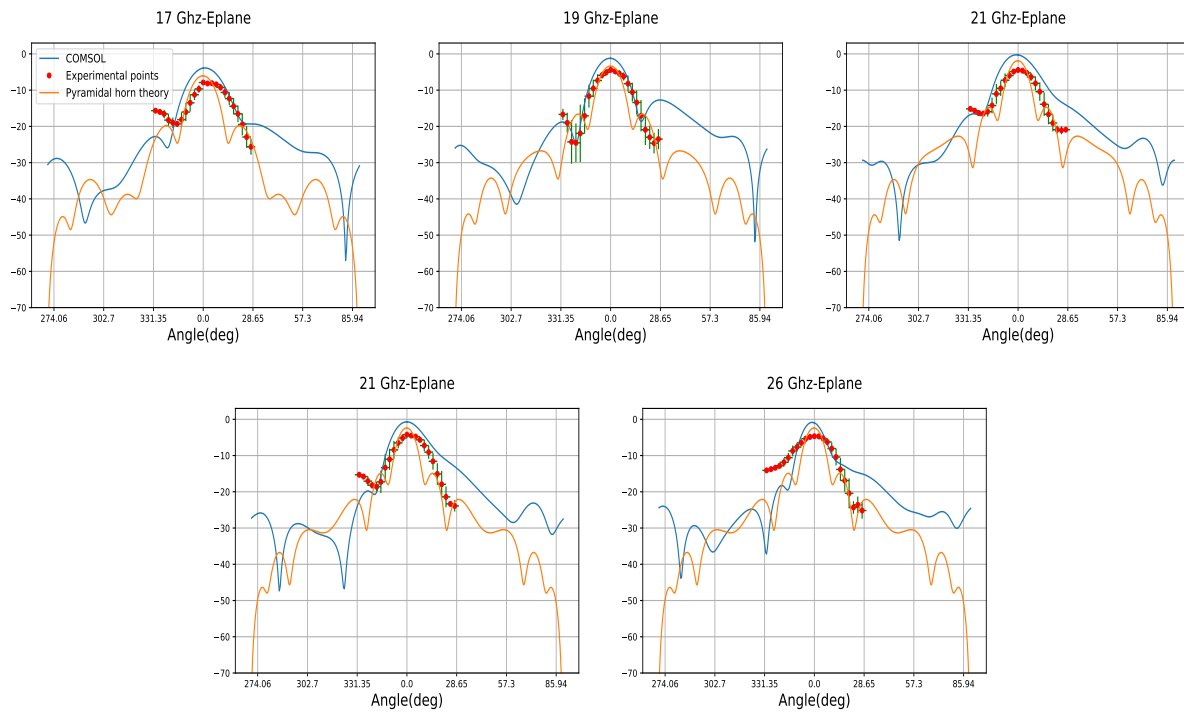 17 Ghz-Eplane
19 Ghz-Eplane
21 Ghz-Eplane
0
−10
−20
−30
−40
−50
−60
−70
COMSOL
Experimental points
Pyramidal horn theory
274.06 302.7 331.35 0.0 28.65 57.3 85.94
Angle(deg)
0
−10
−20
−30
−40
−50
−60
−70
274.06 302.7 331.35 0.0 28.65 57.3 85.94
Angle(deg)
0
−10
−20
−30
−40
−50
−60
−70
274.06 302.7 331.35 0.0 28.65 57.3 85.94
Angle(deg)
21 Ghz-Eplane
26 Ghz-Eplane
0
−10
−20
−30
−40
−50
−60
−70
274.06 302.7 331.35 0.0 28.65 57.3 85.94
Angle(deg)
0
−10
−20
−30
−40
−50
−60
−70
274.06 302.7 331.35 0.0 28.65 57.3 85.94
Angle(deg)